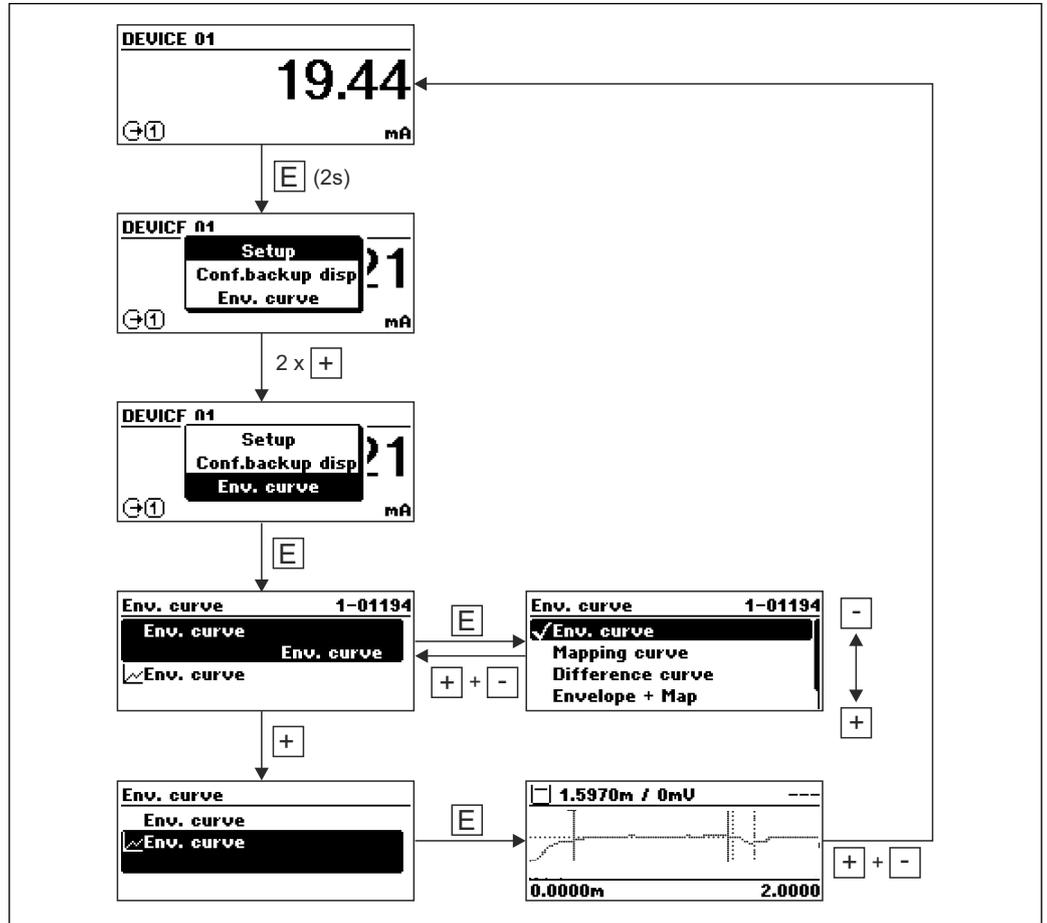 DEVICE 01
19.44
1 mA
E (2s)
DEVICE 01
Setup
Conf.backup disp
Env. curve
21
1 mA
2 x +
DEVICE 01
Setup
Conf.backup disp
Env. curve
21
1 mA
E
Env. curve 1-01194
Env. curve
Env. curve
Env. curve
E
+ + -
Env. curve 1-01194
✓Env. curve
Mapping curve
Difference curve
Envelope + Map
-
+
+
Env. curve
Env. curve
Env. curve
E
1.5970m / 0mV ---
0.0000m 2.0000
+ + -